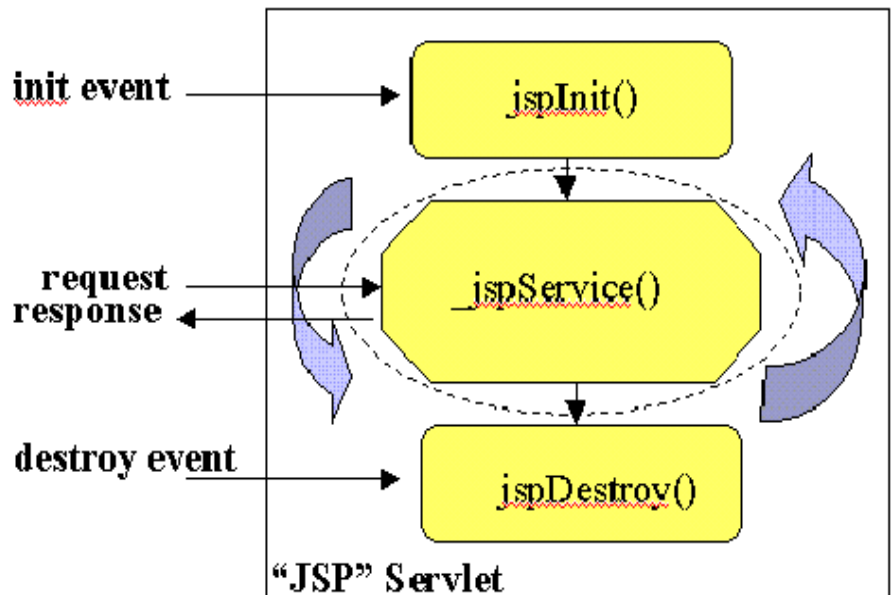 init event
jspInit()
request
response
_jspService()
destroy event
jspDestroy()
“JSP” Servlet